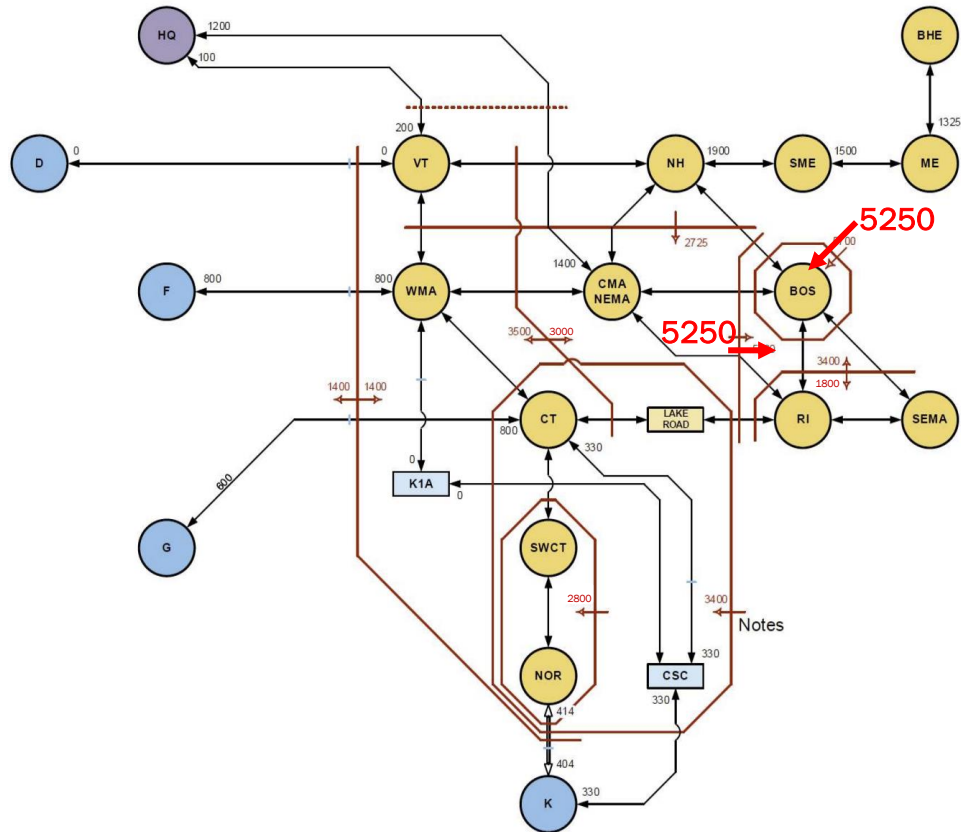 HQ
1200
BHE
100
1325
200
D
0
0
VT
NH
1900
SME
1500
ME
5250
2725
F
800
800
WMA
1400
CMA
NEMA
BOS
5250
3500
3000
3400
1800
1400
1400
CT
LAKE
ROAD
RI
SEMA
800
330
0
K1A
0
600
G
SWCT
2800
3400
Notes
330
NOR
CSC
330
414
404
K
330